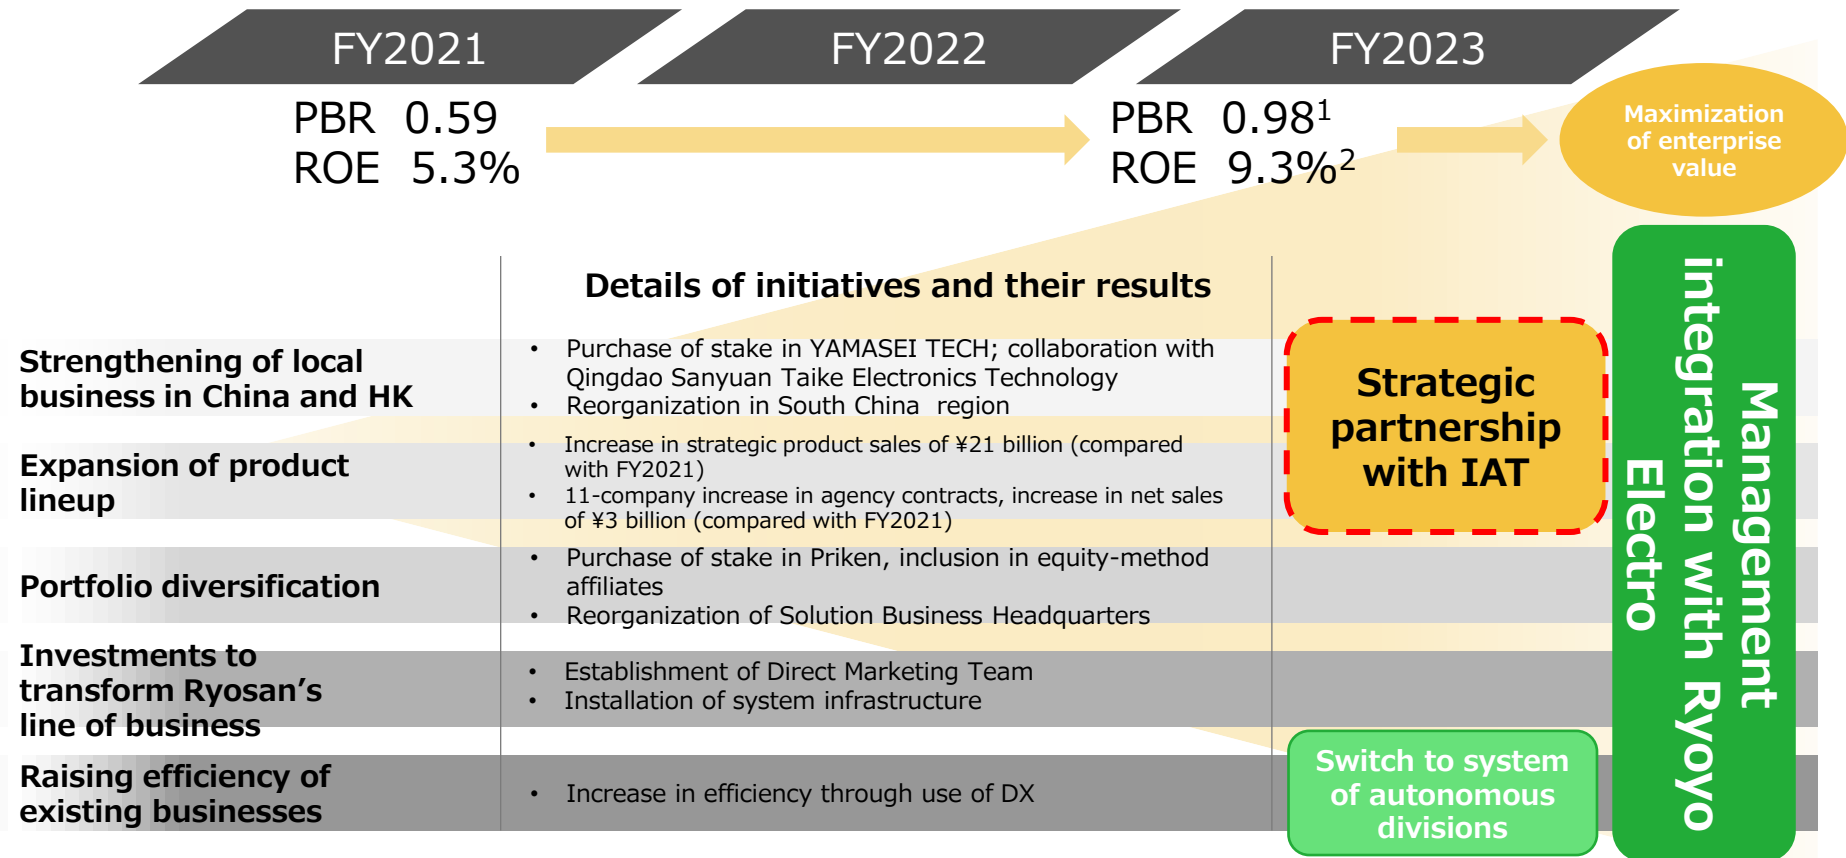 FY2021
FY2022
FY2023
PBR 0.59
ROE 5.3%
PBR 0.98¹
ROE 9.3%²
Maximization
of enterprise
value
Details of initiatives and their results
Strengthening of local
business in China and HK
• Purchase of stake in YAMASEI TECH; collaboration with
Qingdao Sanyuan Taike Electronics Technology
• Reorganization in South China region
Expansion of product
lineup
• Increase in strategic product sales of ¥21 billion (compared
with FY2021)
• 11-company increase in agency contracts, increase in net sales
of ¥3 billion (compared with FY2021)
Strategic
partnership
with IAT
Portfolio diversification
• Purchase of stake in Priken, inclusion in equity-method
affiliates
• Reorganization of Solution Business Headquarters
Investments to
transform Ryosan’s
line of business
• Establishment of Direct Marketing Team
• Installation of system infrastructure
Raising efficiency of
existing businesses
• Increase in efficiency through use of DX
Switch to system
of autonomous
divisions
Management
integration with Ryoyo
Electro